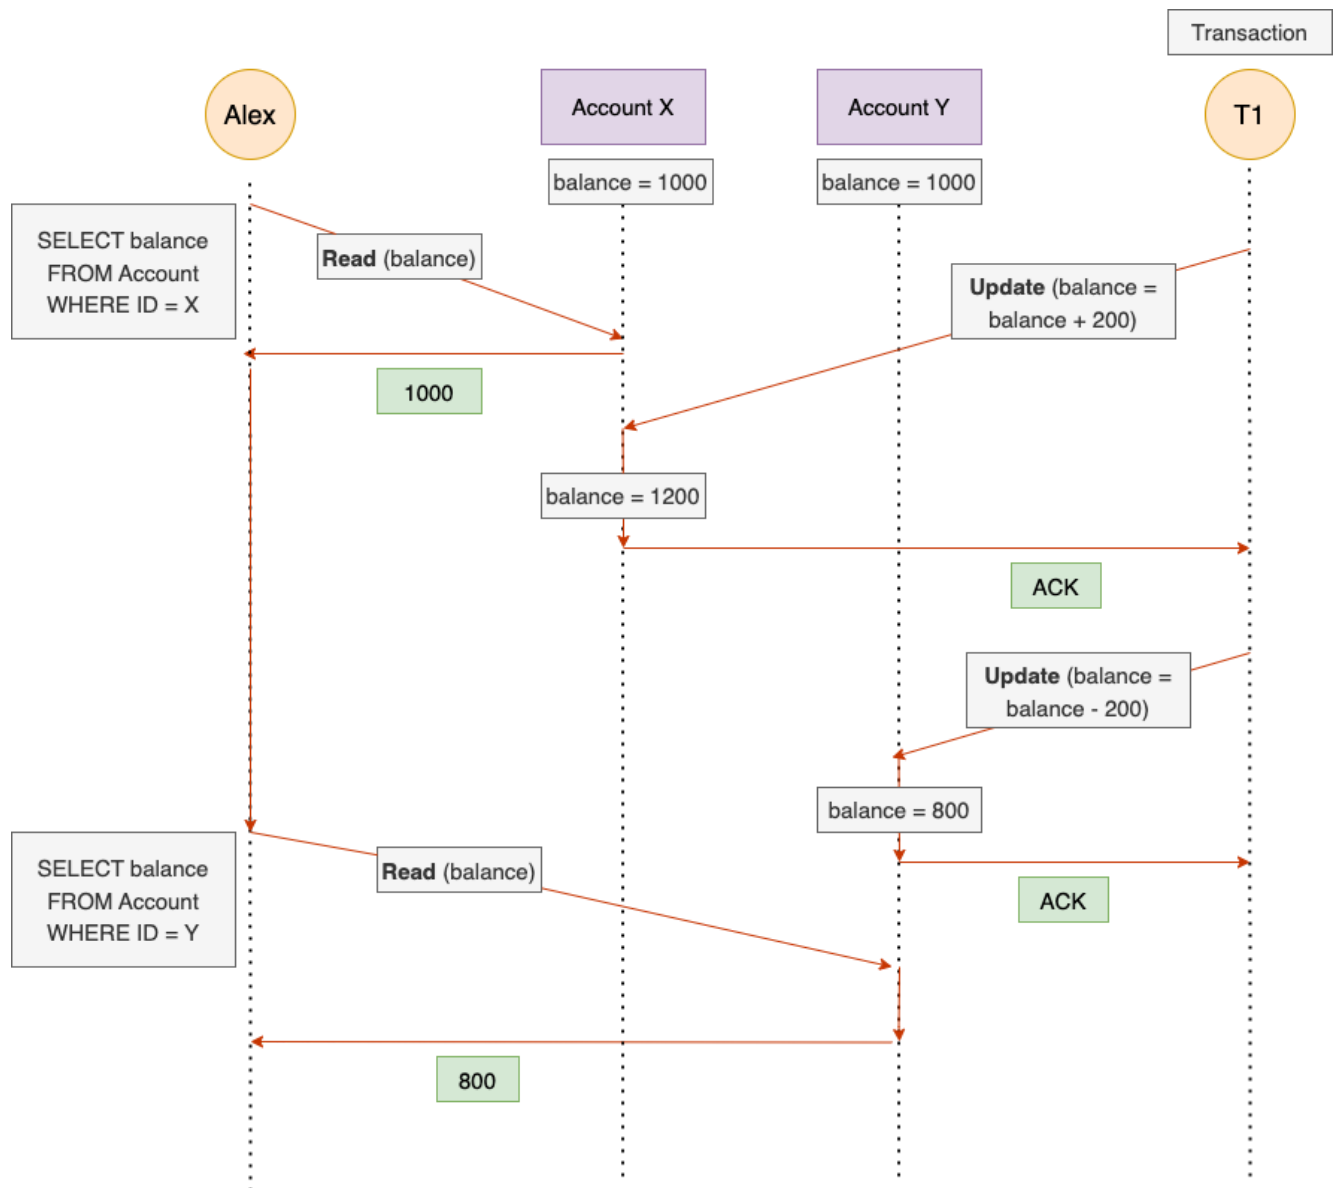 Transaction
Alex
Account X
Account Y
T1
balance = 1000
balance = 1000
SELECT balance
FROM Account
WHERE ID = X
Read (balance)
Update (balance =
balance + 200)
1000
balance = 1200
ACK
Update (balance =
balance - 200)
balance = 800
SELECT balance
FROM Account
WHERE ID = Y
Read (balance)
ACK
800